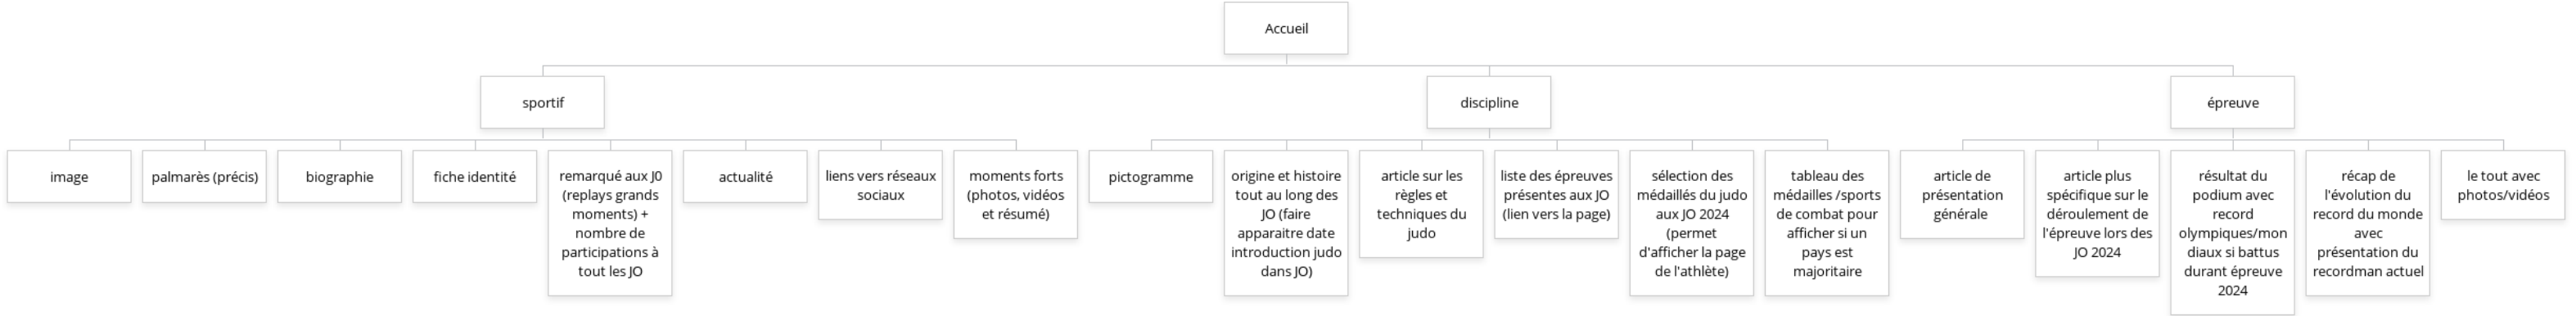 Accueil
sportif
discipline
épreuve
image
palmarès (précis)
biographie
fiche identité
remarqué aux J0
(replays grands
moments) +
nombre de
participations à
tout les JO
actualité
liens vers réseaux
sociaux
moments forts
(photos, vidéos
et résumé)
pictogramme
origine et histoire
tout au long des
JO (faire
apparaitre date
introduction judo
dans JO)
article sur les
règles et
techniques du
judo
liste des épreuves
présentes aux JO
(lien vers la page)
sélection des
médaillés du judo
aux JO 2024
(permet
d'afficher la page
de l'athlète)
tableau des
médailles /sports
de combat pour
afficher si un
pays est
majoritaire
article de
présentation
générale
article plus
spécifique sur le
déroulement de
l'épreuve lors des
JO 2024
résultat du
podium avec
record
olympiques/mon
diaux si battus
durant épreuve
2024
récap de
l'évolution du
record du monde
avec
présentation du
recordman actuel
le tout avec
photos/vidéos